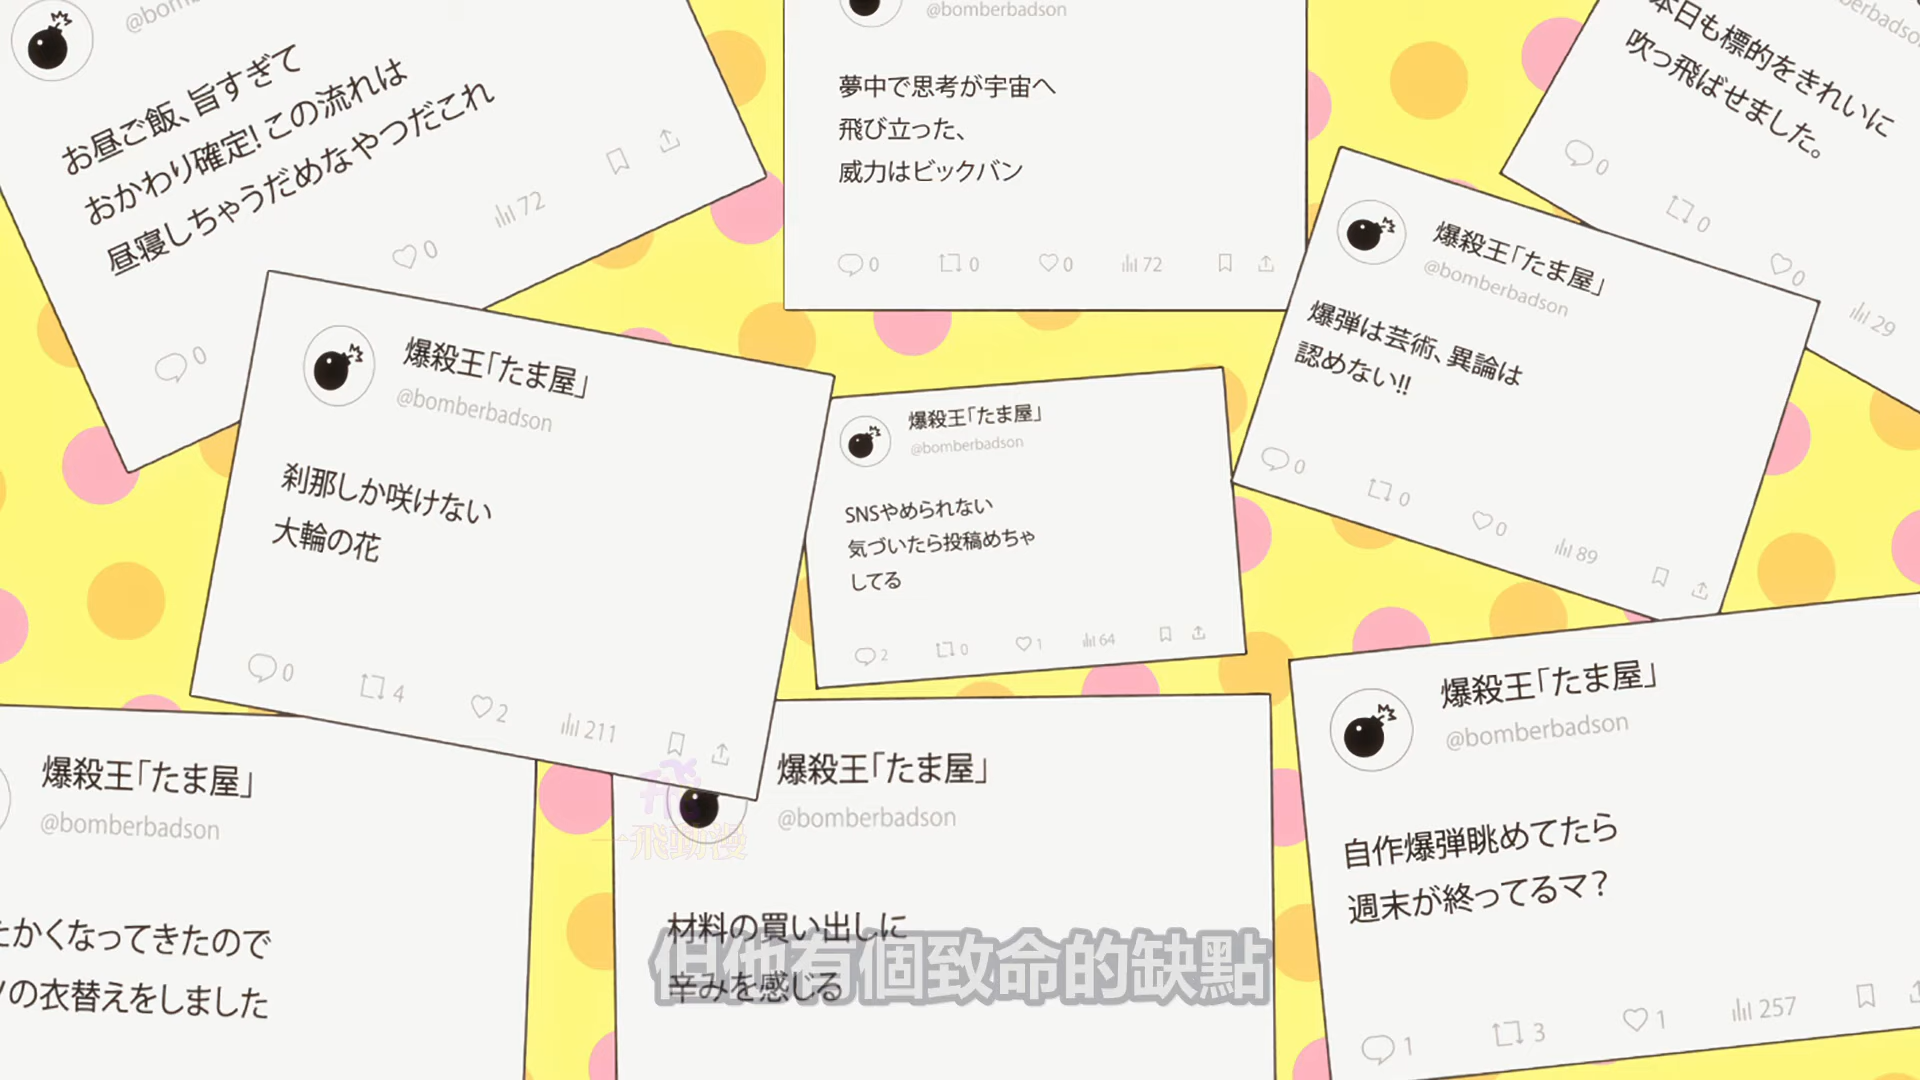 @bomberbadson
お昼ご飯、旨すぎて
おかわり確定!この流れは
昼寝しちゃうだめなやつだこれ
0
0
72
@bomberbadson
夢中で思考が宇宙へ
飛び立った、
威力はビックバン
0 0 0 72
@bomberbadson
本日も標的をきれいに
吹っ飛ばせました。
0 0 0 29
爆殺王「たま屋」
@bomberbadson
爆弾は芸術、異論は
認めない!!
0 0 0 89
爆殺王「たま屋」
@bomberbadson
刹那しか咲けない
大輪の花
0 4 2 211
爆殺王「たま屋」
@bomberbadson
SNSやめられない
気づいたら投稿めちゃ
してる
2 0 1 64
爆殺王「たま屋」
@bomberbadson
たかくなってきたので
の衣替えをしました
爆殺王「たま屋」
@bomberbadson
材料の買い出しに
辛みを感じる
爆殺王「たま屋」
@bomberbadson
自作爆弾眺めてたら
週末が終ってるマ?
1 3 1 257
一飛動漫
但他有個致命的缺點